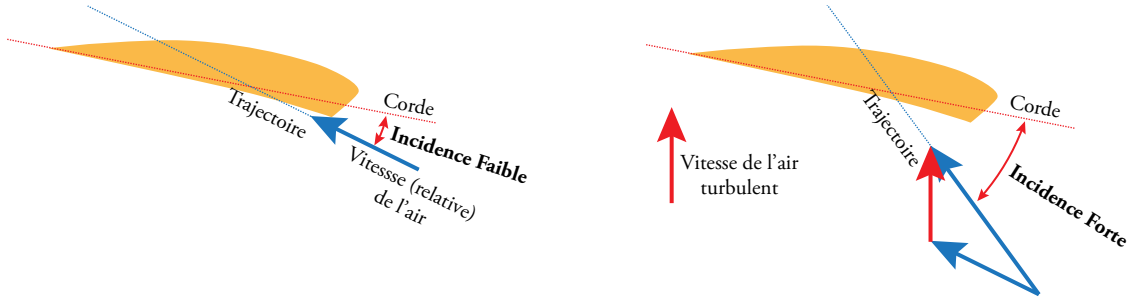 Trajectoire
Corde
Incidence Faible
Vitessse (relative)
de l'air
Vitesse de l'air
turbulent
Trajectoire
Corde
Incidence Forte